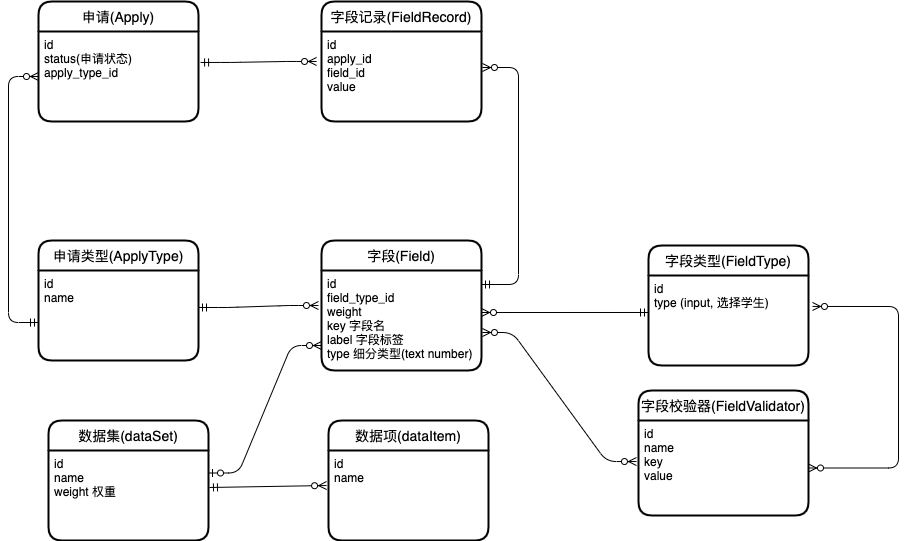 申请(Apply)
id
status(申请状态)
apply_type_id
字段记录(FieldRecord)
id
apply_id
field_id
value
申请类型(ApplyType)
id
name
字段(Field)
id
field_type_id
weight
key 字段名
label 字段标签
type 细分类型(text number)
字段类型(FieldType)
id
type (input, 选择学生)
字段校验器(FieldValidator)
id
name
key
value
数据集(dataSet)
id
name
weight 权重
数据项(dataItem)
id
name